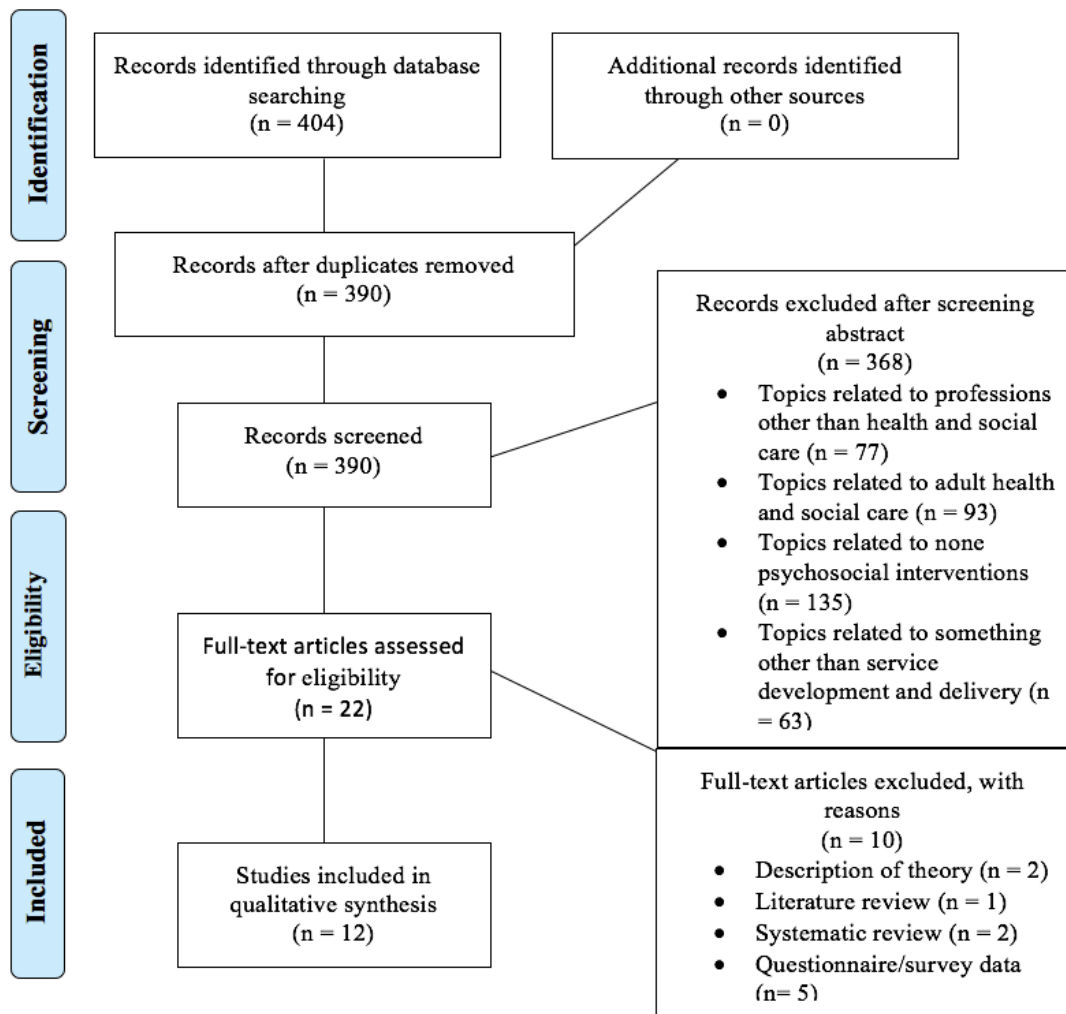 Identification
Records identified through database
searching
(n = 404)
Additional records identified
through other sources
(n = 0)
Records after duplicates removed
(n = 390)
Screening
Records screened
(n = 390)
Records excluded after screening
abstract
(n = 368)
• Topics related to professions
other than health and social
care (n = 77)
• Topics related to adult health
and social care (n = 93)
• Topics related to none
psychosocial interventions
(n = 135)
• Topics related to something
other than service
development and delivery (n
= 63)
Eligibility
Full-text articles assessed
for eligibility
(n = 22)
Full-text articles excluded, with
reasons
(n = 10)
• Description of theory (n = 2)
• Literature review (n = 1)
• Systematic review (n = 2)
• Questionnaire/survey data
(n= 5)
Included
Studies included in
qualitative synthesis
(n = 12)